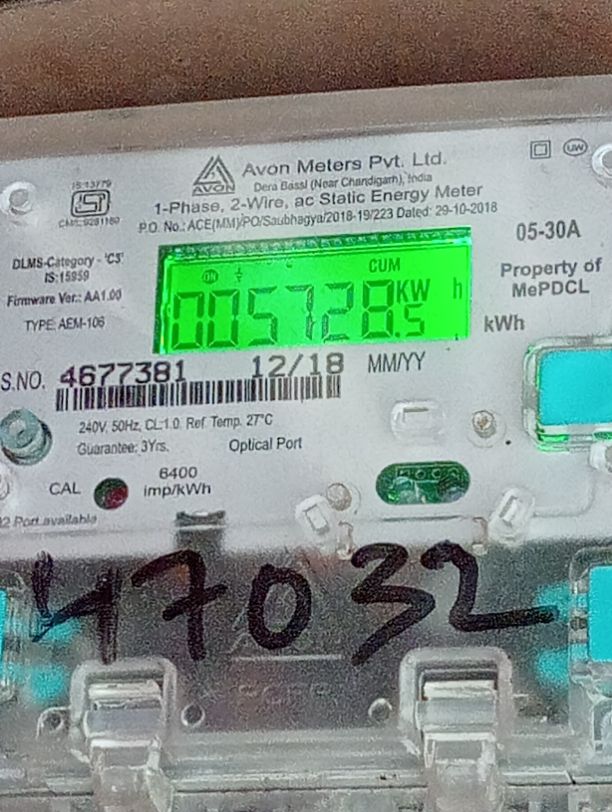 IS:13779
CM/L:9281180
AVON
Avon Meters Pvt. Ltd.
Dera Bassi (Near Chandigarh), India
1-Phase, 2-Wire, ac Static Energy Meter
P.O. No.: ACE(MM)/PO/Saubhagya/2018-19/223 Dated: 29-10-2018
UW
05-30A
DLMS-Category - 'C3'
IS:15959
Firmware Ver.: AA1.00
TYPE: AEM-106
ON
CUM
005728.5 KW h
Property of
MePDCL
kWh
S.NO. 4677381 12/18 MM/YY
240V, 50Hz, CL:1.0. Ref. Temp. 27°C
Guarantee: 3Yrs. Optical Port
CAL
6400
imp/kWh
Port available
47032